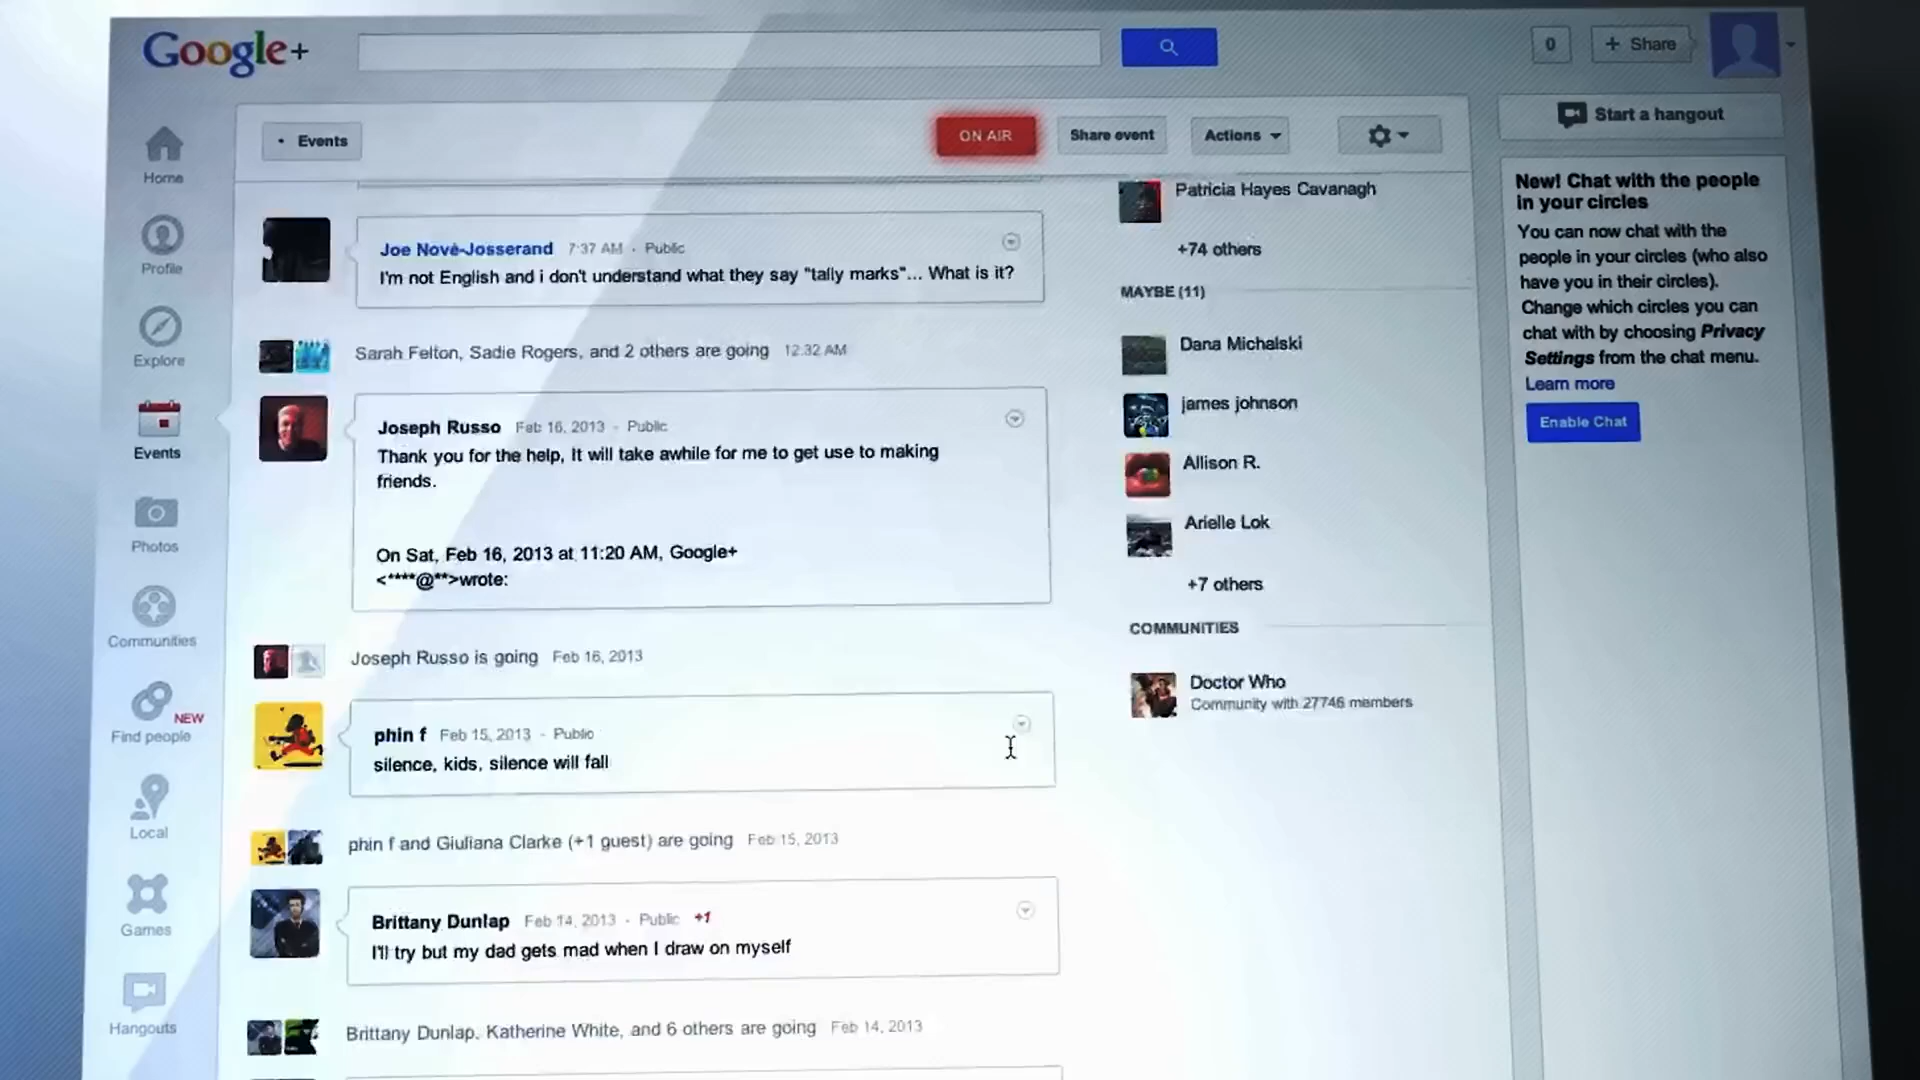 Google+
0
+ Share
Events
ON AIR
Share event
Actions
Start a hangout
Home
Profile
Explore
Events
Photos
Communities
NEW
Find people
Local
Games
Hangouts
Joe Nové-Josserand 7:37 AM - Public
I'm not English and i don't understand what they say "tally marks"... What is it?
Sarah Felton, Sadie Rogers, and 2 others are going 12:32 AM
Joseph Russo Feb 16, 2013 - Public
Thank you for the help, It will take awhile for me to get use to making
friends.
On Sat, Feb 16, 2013 at 11:20 AM, Google+
<****@**>wrote:
Joseph Russo is going Feb 16, 2013
phin f Feb 15, 2013 - Public
silence, kids, silence will fall
phin f and Giuliana Clarke (+1 guest) are going Feb 15, 2013
Brittany Dunlap Feb 14, 2013 - Public +1
I'll try but my dad gets mad when I draw on myself
Brittany Dunlap, Katherine White, and 6 others are going Feb 14, 2013
Patricia Hayes Cavanagh
+74 others
MAYBE (11)
Dana Michalski
james johnson
Allison R.
Arielle Lok
+7 others
COMMUNITIES
Doctor Who
Community with 27746 members
New! Chat with the people
in your circles
You can now chat with the
people in your circles (who also
have you in their circles).
Change which circles you can
chat with by choosing Privacy
Settings from the chat menu.
Learn more
Enable Chat